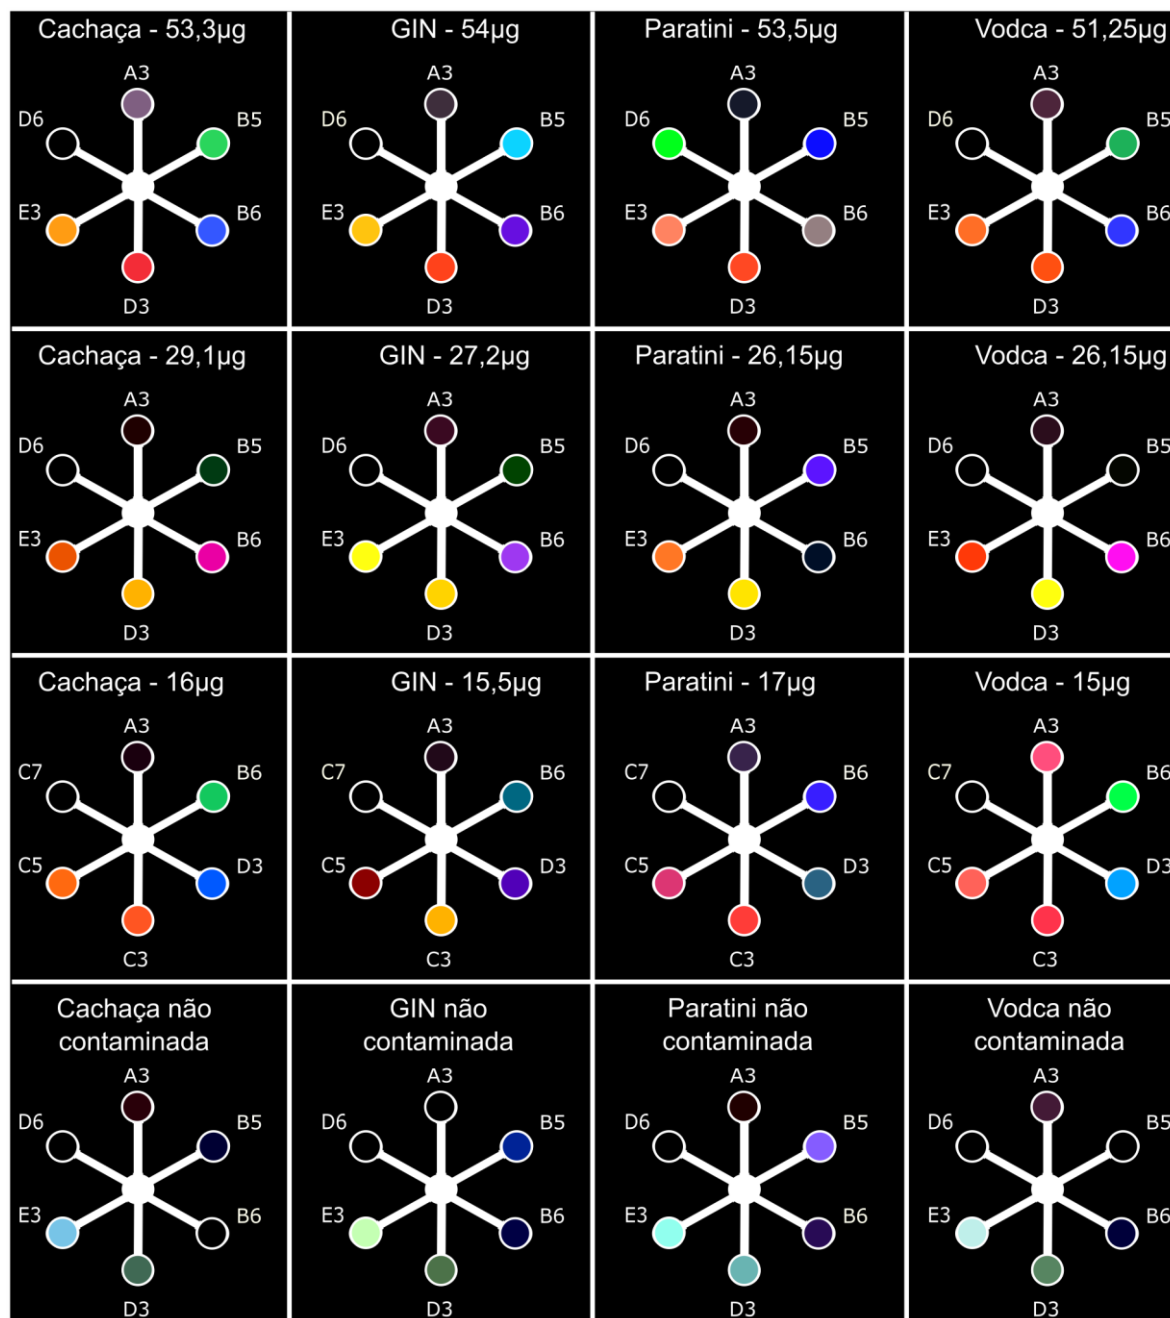 Cachaça - 53,3µg
A3
D6
B5
E3
B6
D3
GIN - 54µg
A3
D6
B5
E3
B6
D3
Paratini - 53,5µg
A3
D6
B5
E3
B6
D3
Vodca - 51,25µg
A3
D6
B5
E3
B6
D3
Cachaça - 29,1µg
A3
D6
B5
E3
B6
D3
GIN - 27,2µg
A3
D6
B5
E3
B6
D3
Paratini - 26,15µg
A3
D6
B5
E3
B6
D3
Vodca - 26,15µg
A3
D6
B5
E3
B6
D3
Cachaça - 16µg
A3
C7
B6
C5
D3
C3
GIN - 15,5µg
A3
C7
B6
C5
D3
C3
Paratini - 17µg
A3
C7
B6
C5
D3
C3
Vodca - 15µg
A3
C7
B6
C5
D3
C3
Cachaça não
contaminada
A3
D6
B5
E3
B6
D3
GIN não
contaminada
A3
D6
B5
E3
B6
D3
Paratini não
contaminada
A3
D6
B5
E3
B6
D3
Vodca não
contaminada
A3
D6
B5
E3
B6
D3